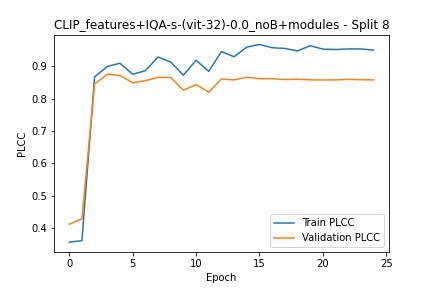 CLIP_features+IQA-s-(vit-32)-0.0_noB+modules - Split 8
PLCC
0.9
0.8
0.7
0.6
0.5
0.4
0
5
10
15
20
25
Epoch
Train PLCC
Validation PLCC